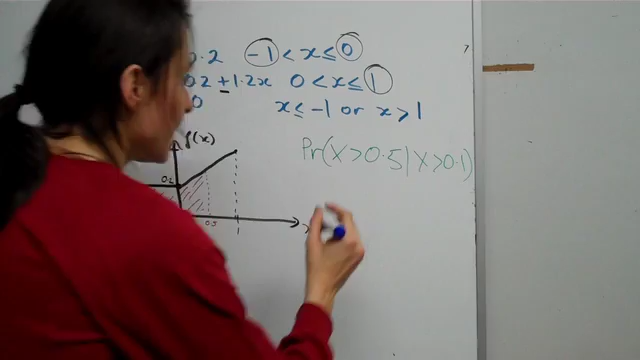 0.2 -1 < x ≤ 0
0.2 + 1.2x 0 < x ≤ 1
0 x ≤ -1 or x > 1
f(x)
Pr(X > 0.5 | X > 0.1)
0.2
0.5